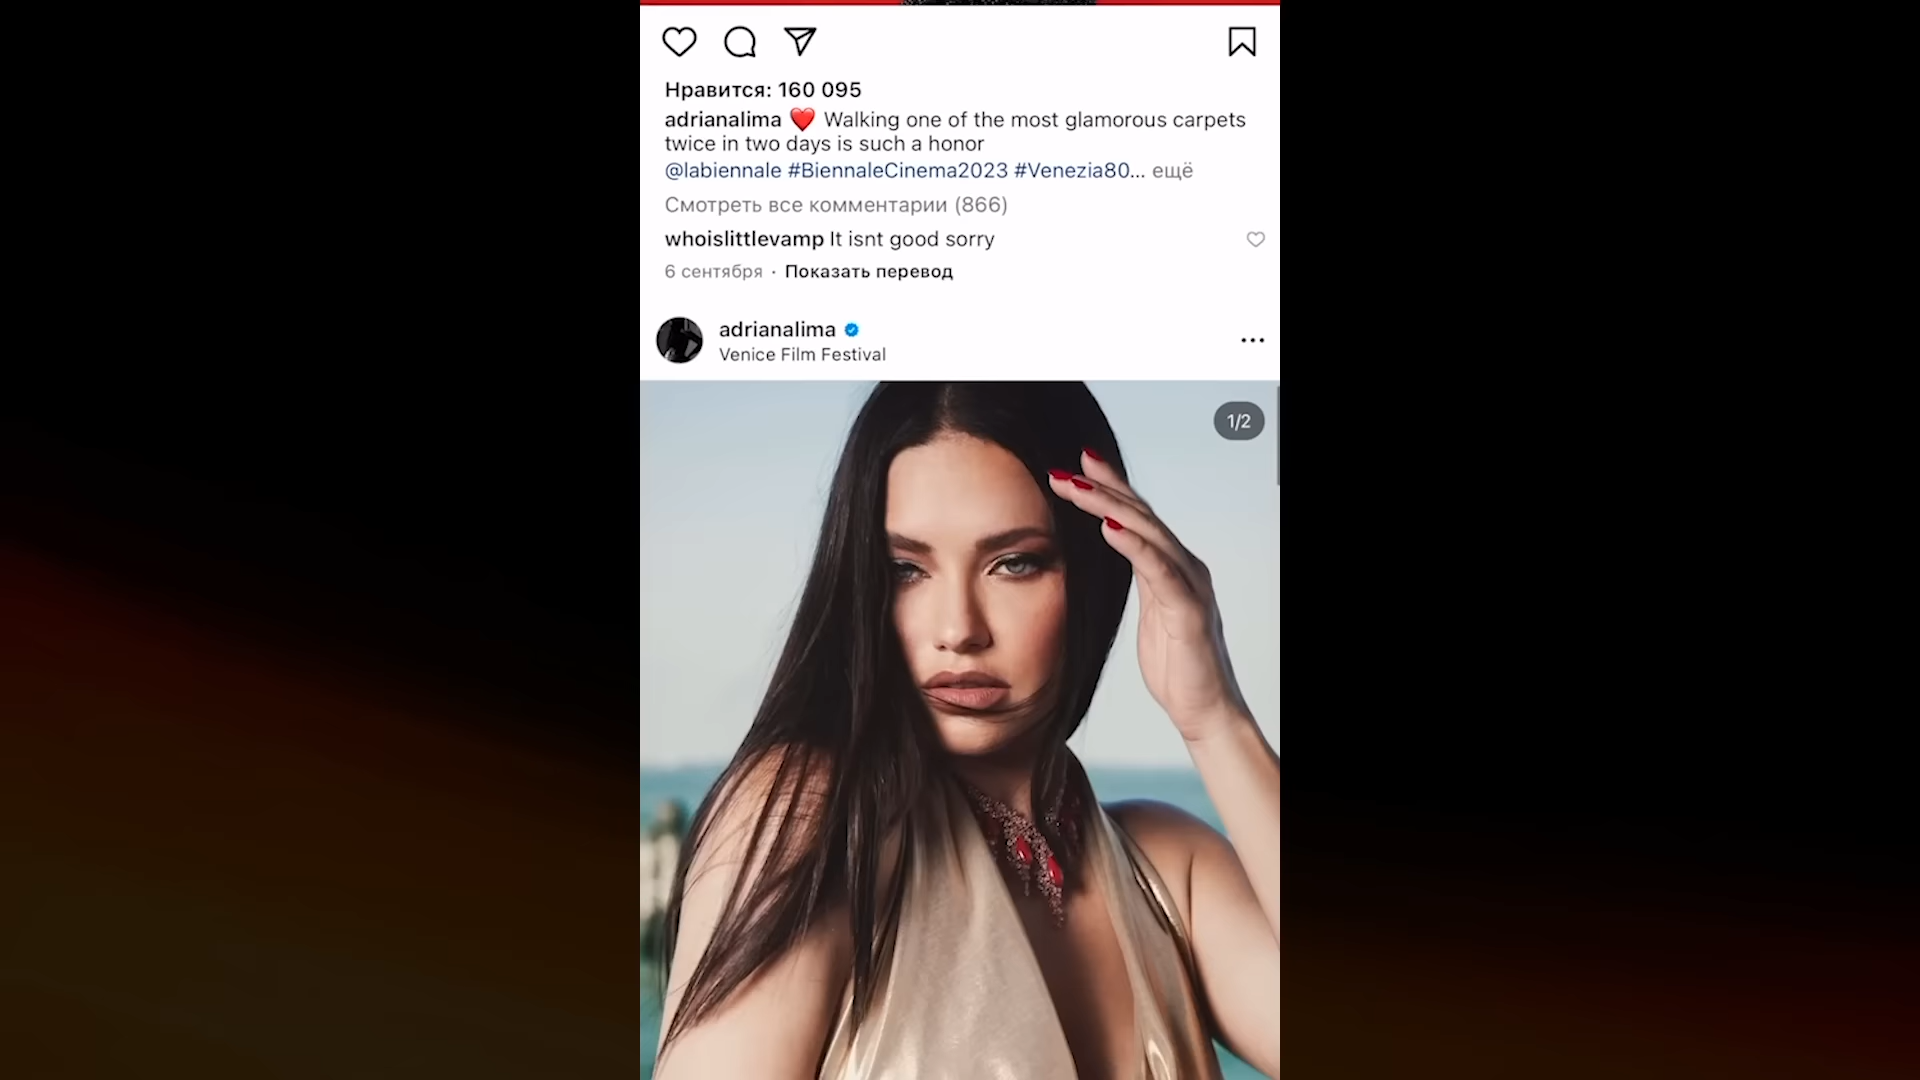 Нравится: 160 095
adrianalima ❤️ Walking one of the most glamorous carpets
twice in two days is such a honor
@labiennale #BiennaleCinema2023 #Venezia80... ещё
Смотреть все комментарии (866)
whoislittlevamp It isnt good sorry
6 сентября · Показать перевод
adrianalima
Venice Film Festival
1/2